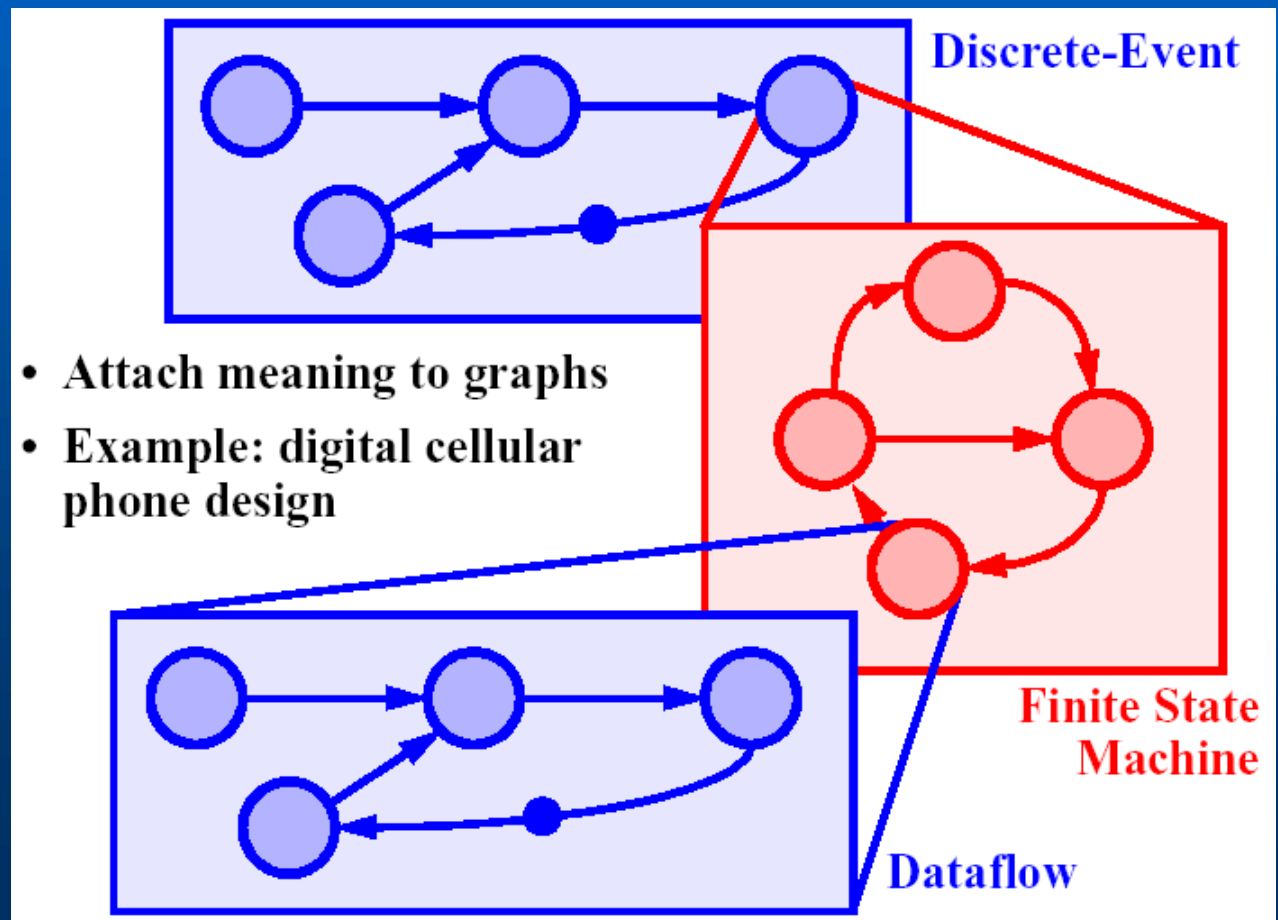 Discrete-Event
• Attach meaning to graphs
• Example: digital cellular
phone design
Finite State
Machine
Dataflow